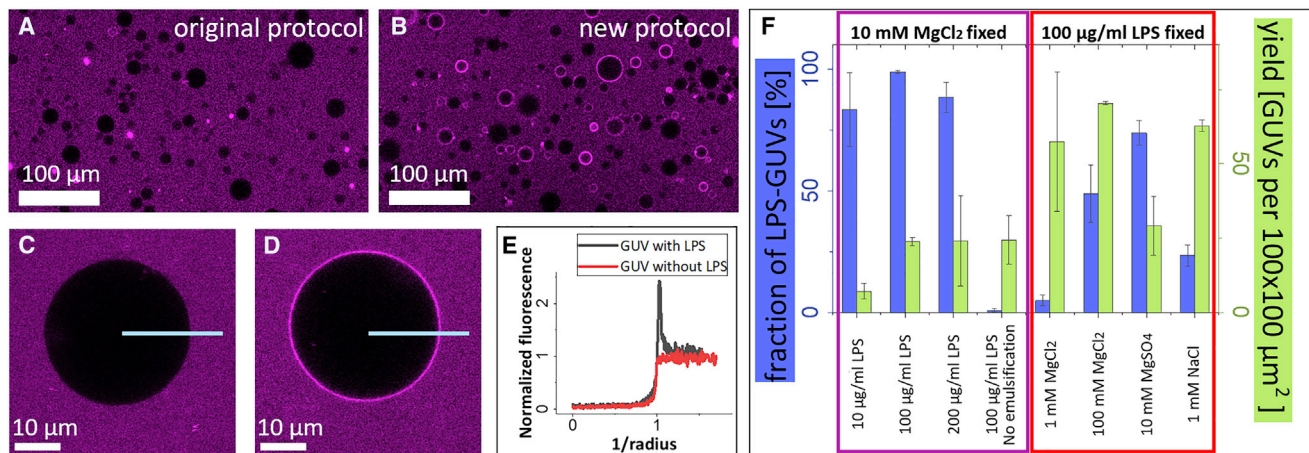 A
original protocol
100 µm
B
new protocol
100 µm
C
10 µm
D
10 µm
E
GUV with LPS
GUV without LPS
Normalized fluorescence
2
1
0
0
1
1/radius
F
10 mM MgCl2 fixed
100 µg/ml LPS fixed
fraction of LPS-GUVs [%]
100
50
0
yield [GUVs per 100x100 µm²]
50
0
10 µg/ml LPS
100 µg/ml LPS
200 µg/ml LPS
100 µg/ml LPS
No emulsification
1 mM MgCl2
100 mM MgCl2
10 mM MgSO4
1 mM NaCl